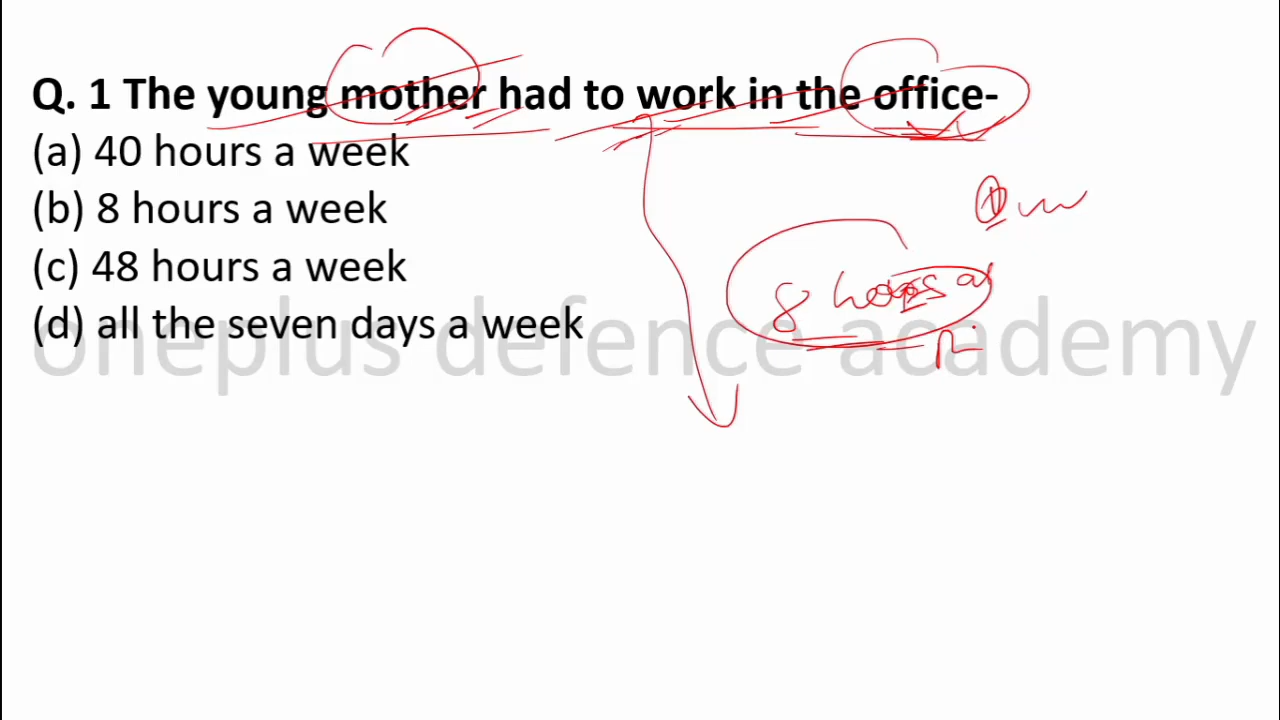 Q. 1 The young mother had to work in the office-
(a) 40 hours a week
(b) 8 hours a week
(c) 48 hours a week
(d) all the seven days a week
8 hours a
oneplus defence academy